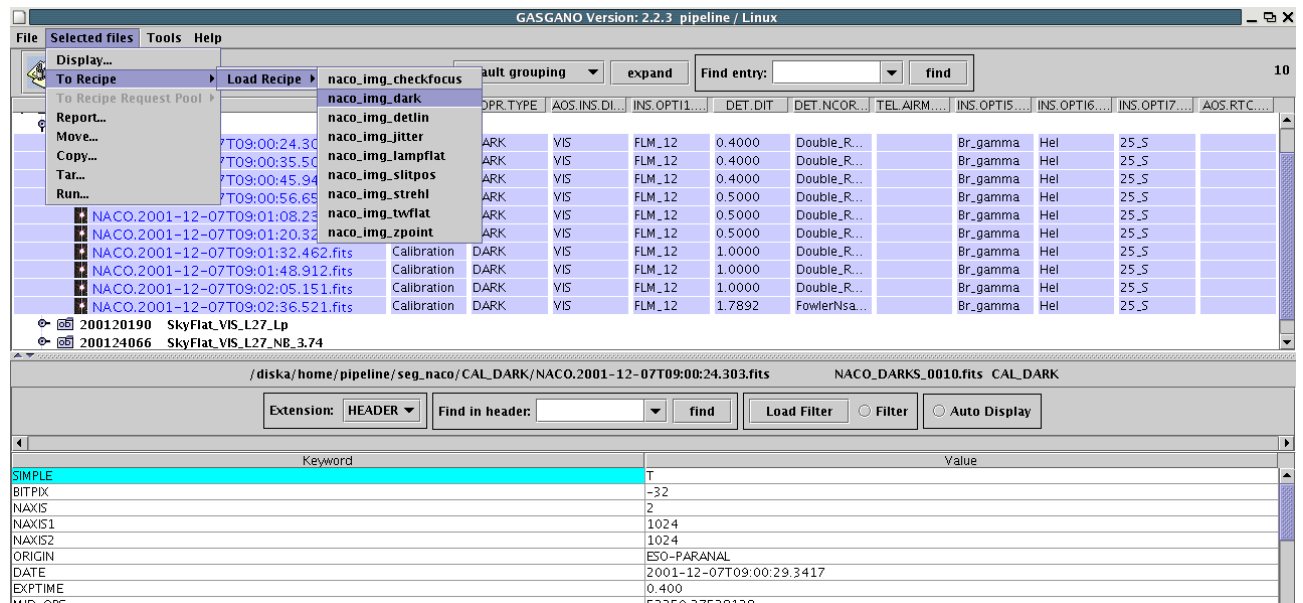 GASGANO Version: 2.2.3 pipeline / Linux
File Selected files Tools Help
Display...
To Recipe Load Recipe naco_img_checkfocus ault grouping expand Find entry: find 10
To Recipe Request Pool naco_img_dark DPR.TYPE AOS.INS.DI... INS.OPTI1.... DET.DIT DET.NCOR... TEL.AIRM.... INS.OPTI5.... INS.OPTI6.... INS.OPTI7.... AOS.RTC....
Report... naco_img_detlin
Move... 7T09:00:24.30 naco_img_jitter ARK VIS FLM_12 0.4000 Double_R... Br_gamma HeI 25_S
Copy... 7T09:00:35.50 naco_img_lampflat ARK VIS FLM_12 0.4000 Double_R... Br_gamma HeI 25_S
Tar... 7T09:00:45.94 naco_img_slitpos ARK VIS FLM_12 0.4000 Double_R... Br_gamma HeI 25_S
Run... 7T09:00:56.65 naco_img_strehl ARK VIS FLM_12 0.5000 Double_R... Br_gamma HeI 25_S
NACO.2001-12-07T09:01:08.23 naco_img_twflat ARK VIS FLM_12 0.5000 Double_R... Br_gamma HeI 25_S
NACO.2001-12-07T09:01:20.32 naco_img_zpoint ARK VIS FLM_12 0.5000 Double_R... Br_gamma HeI 25_S
NACO.2001-12-07T09:01:32.462.fits Calibration DARK VIS FLM_12 1.0000 Double_R... Br_gamma HeI 25_S
NACO.2001-12-07T09:01:48.912.fits Calibration DARK VIS FLM_12 1.0000 Double_R... Br_gamma HeI 25_S
NACO.2001-12-07T09:02:05.151.fits Calibration DARK VIS FLM_12 1.0000 Double_R... Br_gamma HeI 25_S
NACO.2001-12-07T09:02:36.521.fits Calibration DARK VIS FLM_12 1.7892 FowlerNsa... Br_gamma HeI 25_S
200120190 SkyFlat_VIS_L27_Lp
200124066 SkyFlat_VIS_L27_NB_3.74
/diska/home/pipeline/seg_naco/CAL_DARK/NACO.2001-12-07T09:00:24.303.fits NACO_DARKS_0010.fits CAL_DARK
Extension: HEADER Find in header: find Load Filter Filter Auto Display
Keyword Value
SIMPLE T
BITPIX -32
NAXIS 2
NAXIS1 1024
NAXIS2 1024
ORIGIN ESO-PARANAL
DATE 2001-12-07T09:00:29.3417
EXPTIME 0.400